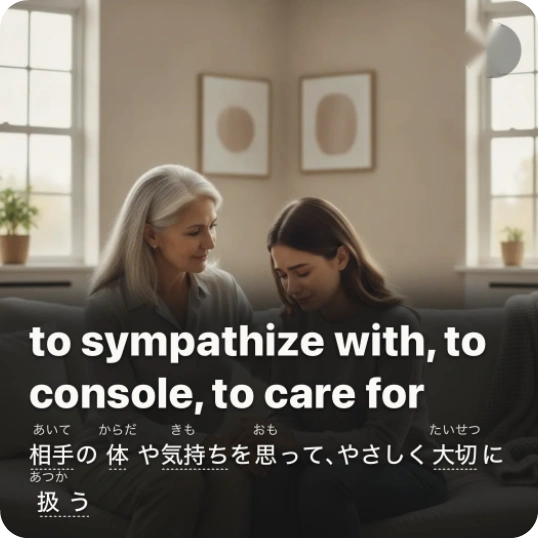 to sympathize with, to
console, to care for
あいて からだ きも おも たいせつ
相手の体や気持ちを思って、やさしく大切に
あつか
扱う